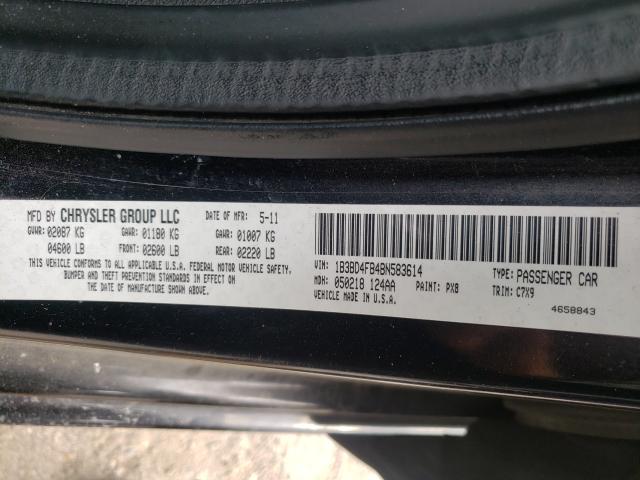 MFD BY CHRYSLER GROUP LLC DATE OF MFR: 5-11
GVWR: 02087 KG GAWR: 01180 KG GAWR: 01007 KG
04600 LB FRONT: 02600 LB REAR: 02220 LB
THIS VEHICLE CONFORMS TO ALL APPLICABLE FEDERAL MOTOR VEHICLE SAFETY,
BUMPER AND THEFT PREVENTION STANDARDS IN EFFECT ON
THE DATE OF MANUFACTURE SHOWN ABOVE. U.S.A.
VIN: 1B3BD4FB4BN583614 TYPE: PASSENGER CAR
MDH: 050218 124AA PAINT: PX8 TRIM: C7X9
VEHICLE MADE IN U.S.A.
4658843